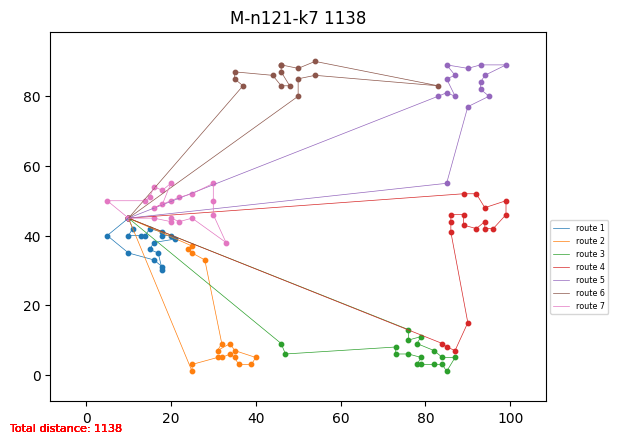 M-n121-k7 1138
80
60
40
20
0
0
20
40
60
80
100
route 1
route 2
route 3
route 4
route 5
route 6
route 7
Total distance: 1138